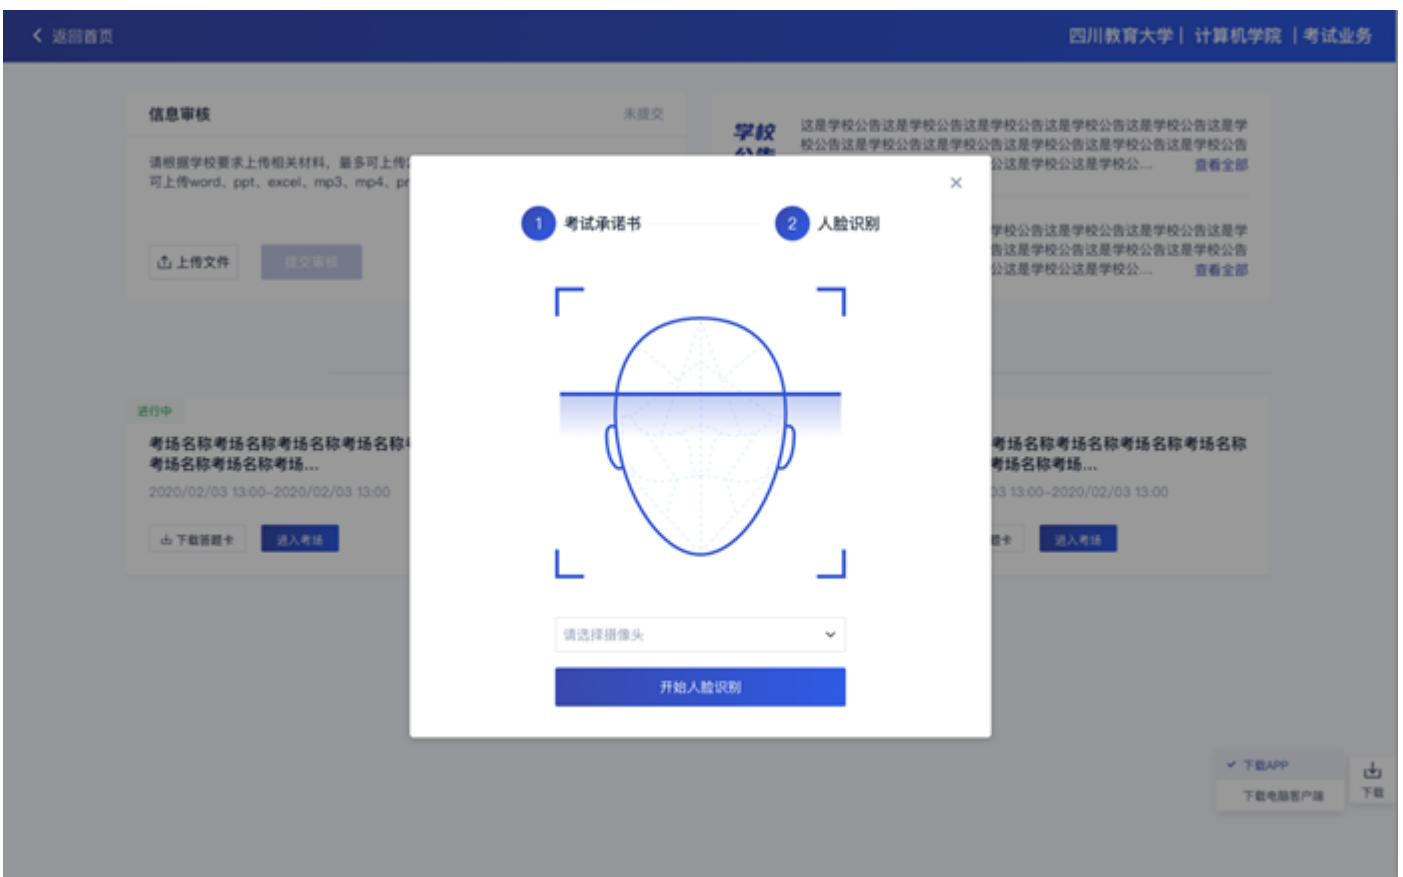 返回首页
四川教育大学 | 计算机学院 | 考试业务
信息审核
未提交
请根据学校要求上传相关材料，最多可上传
可上传word、ppt、excel、mp3、mp4、pr
上传文件
提交审核
学校
公告
这是学校公告这是学校公告这是学校公告这是学校公告这是学
校公告这是学校公告这是学校公告这是学校公告这是学校公告
公这是学校公这是学校公...
查看全部
学校公告这是学校公告这是学校公告这是学
告这是学校公告这是学校公告这是学校公告
公这是学校公这是学校公...
查看全部
1 考试承诺书
2 人脸识别
请选择摄像头
开始人脸识别
进行中
考场名称考场名称考场名称考场名称
考场名称考场名称考场...
2020/02/03 13:00-2020/02/03 13:00
下载答题卡
进入考场
考场名称考场名称考场名称考场名称
考场名称考场...
03 13:00-2020/02/03 13:00
题卡
进入考场
下载APP
下载电脑客户端
下载